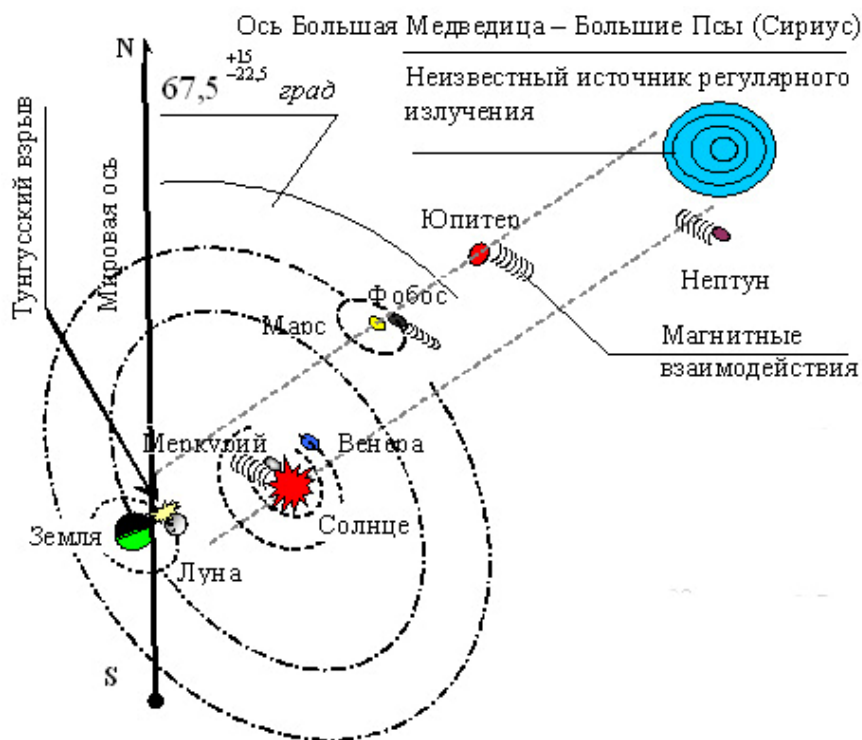 Ось Большая Медведица – Большие Псы (Сириус)
N
67,5 +15 –22,5 град
Неизвестный источник регулярного
излучения
Тунгусский взрыв
Мировая ось
Юпитер
Нептун
Фобос
Марс
Магнитные
взаимодействия
Меркурий
Венера
Солнце
Земля
Луна
S